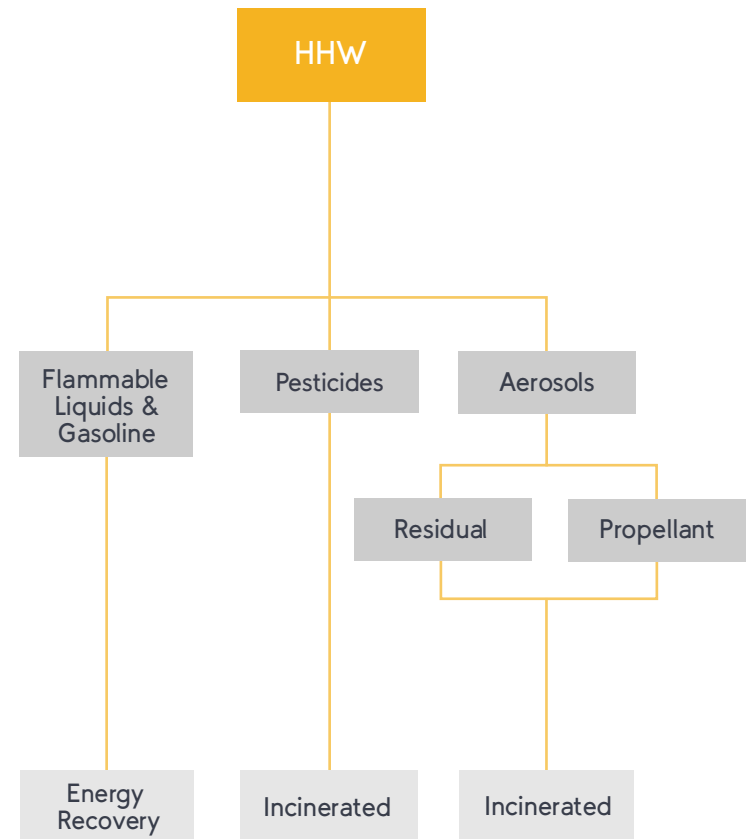 HHW
Flammable
Liquids &
Gasoline
Pesticides
Aerosols
Residual
Propellant
Energy
Recovery
Incinerated
Incinerated